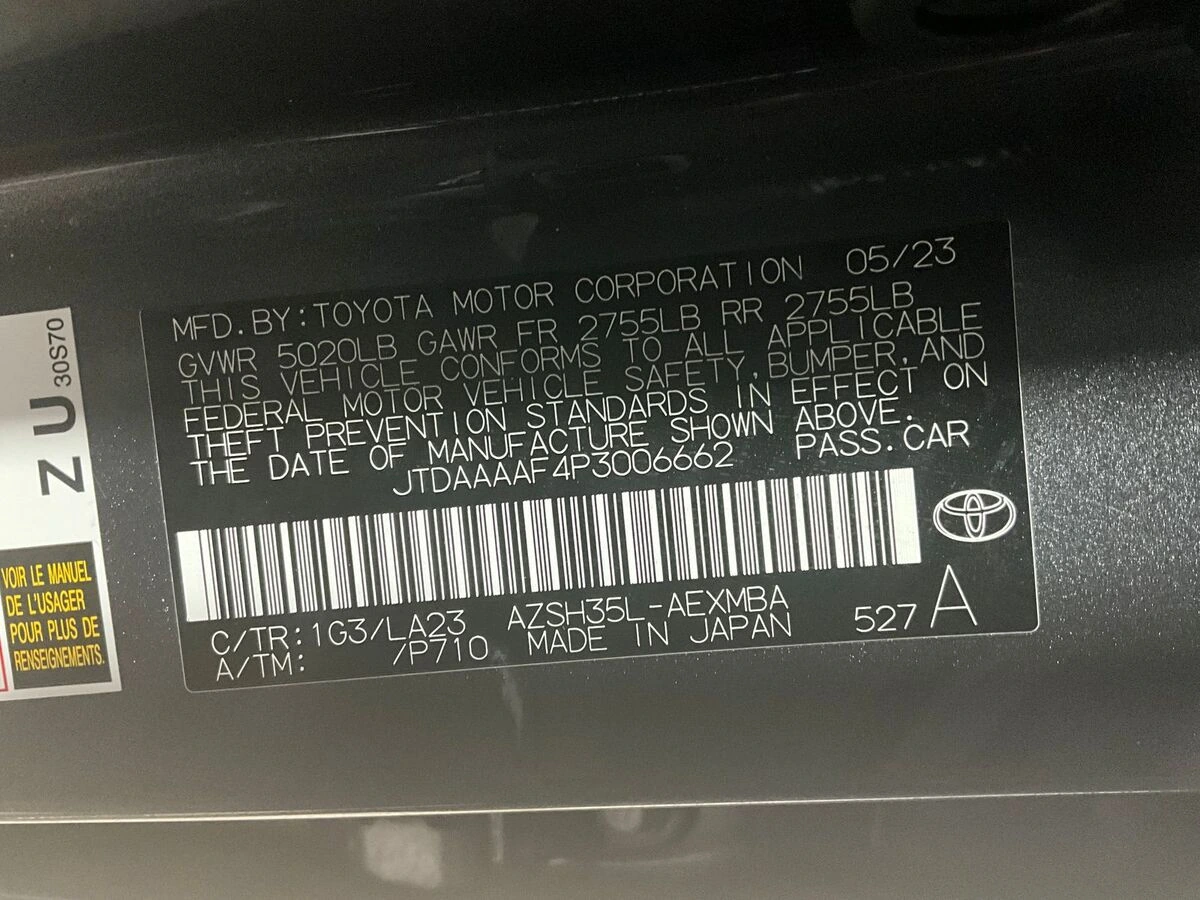 MFD.BY:TOYOTA MOTOR CORPORATION 05/23
GVWR 5020LB GAWR FR 2755LB RR 2755LB
THIS VEHICLE CONFORMS TO ALL APPLICABLE
FEDERAL MOTOR VEHICLE SAFETY,BUMPER,AND
THEFT PREVENTION STANDARDS IN EFFECT ON
THE DATE OF MANUFACTURE SHOWN ABOVE.
JTDAAAAF4P3006662 PASS.CAR
C/TR:1G3/LA23 AZSH35L-AEXMBA
A/TM: /P710 MADE IN JAPAN 527 A
Z U 30S70
VOIR LE MANUEL
DE L'USAGER
POUR PLUS DE
RENSEIGNEMENTS.